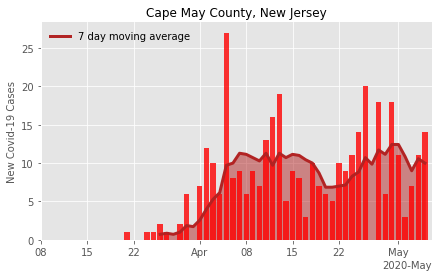 Cape May County, New Jersey
7 day moving average
New Covid-19 Cases
25
20
15
10
5
0
08 15 22 Apr 08 15 22 May
2020-May